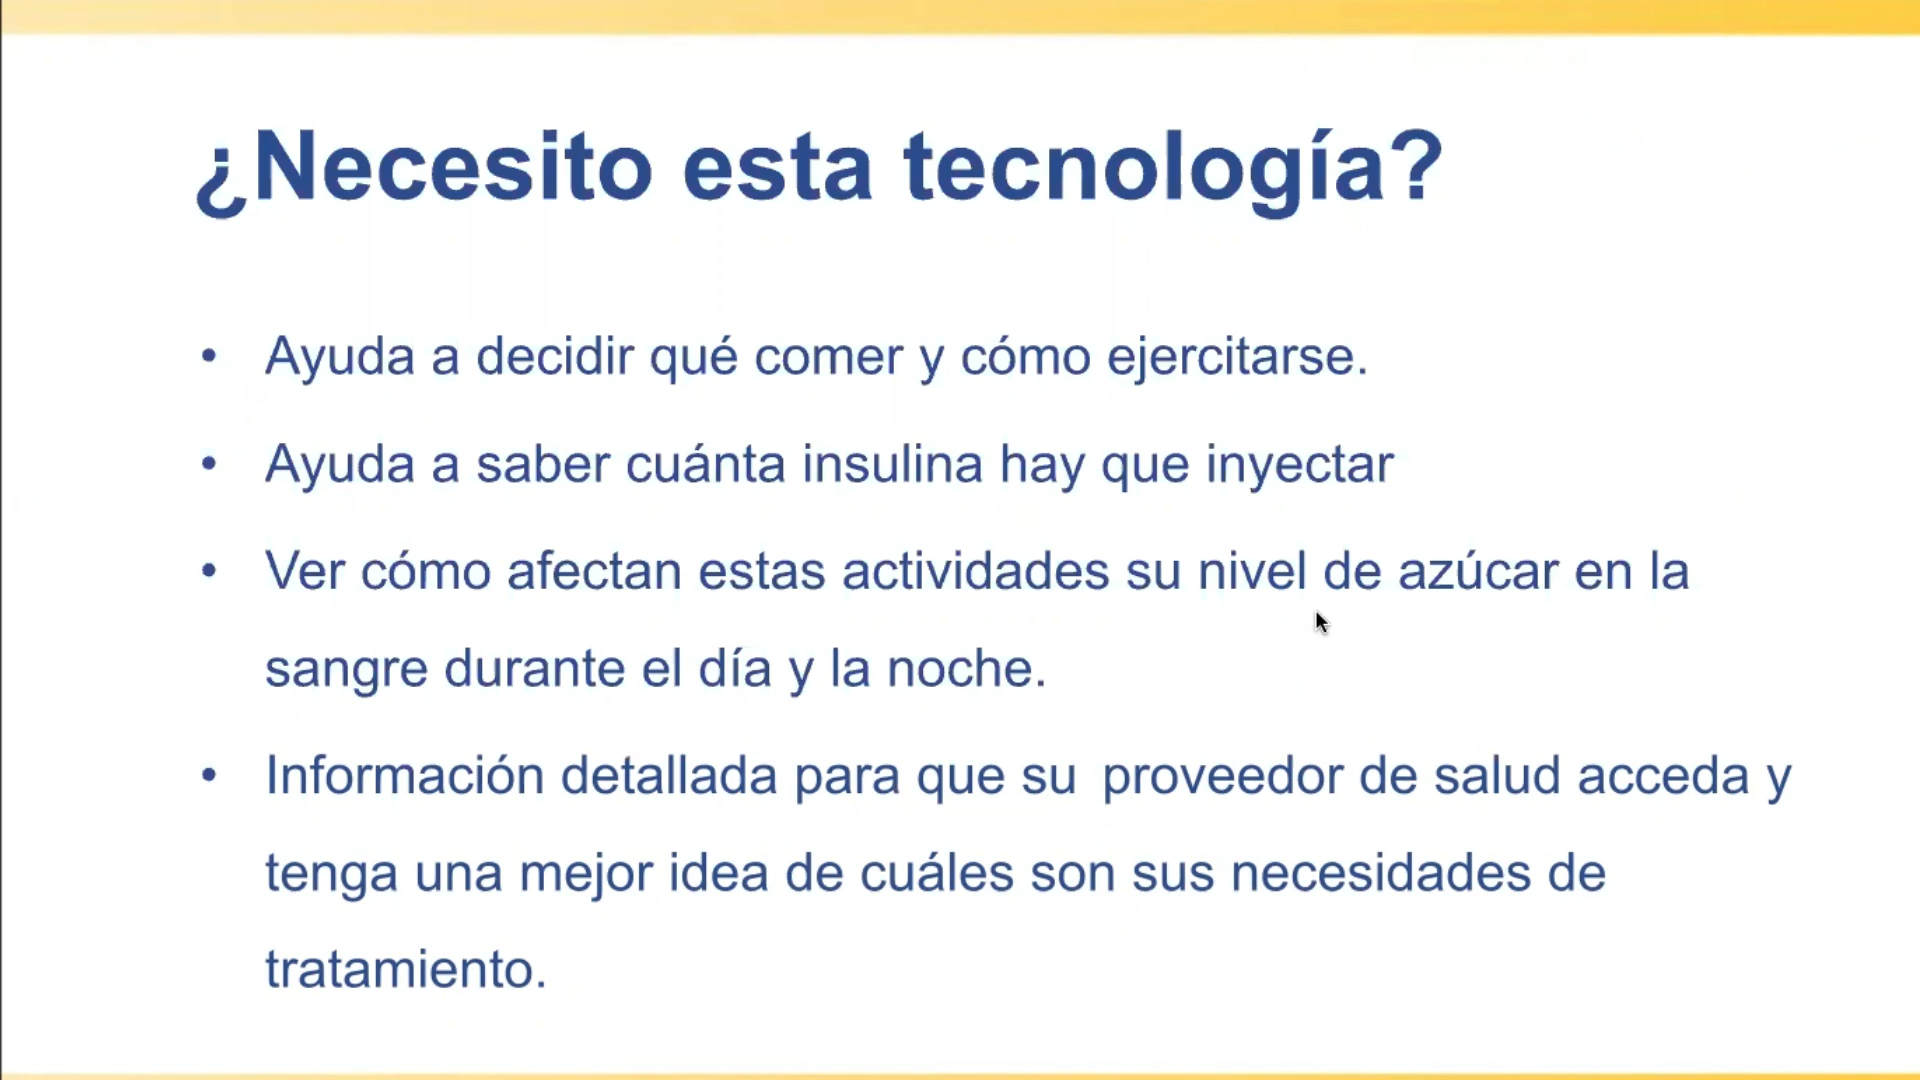 ¿Necesito esta tecnología?
• Ayuda a decidir qué comer y cómo ejercitarse.
• Ayuda a saber cuánta insulina hay que inyectar
• Ver cómo afectan estas actividades su nivel de azúcar en la
sangre durante el día y la noche.
• Información detallada para que su proveedor de salud acceda y
tenga una mejor idea de cuáles son sus necesidades de
tratamiento.